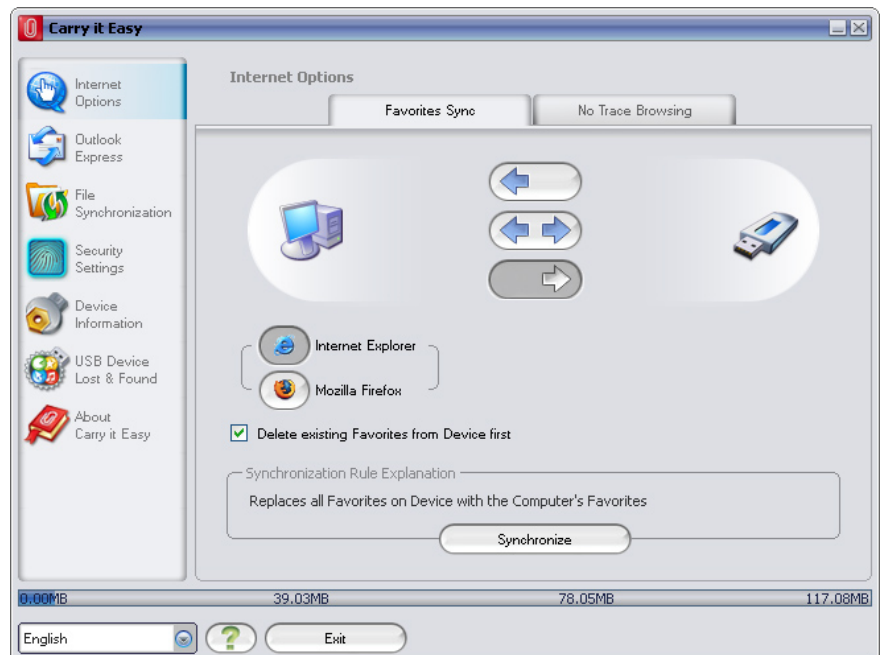 Carry it Easy
Internet
Options
Outlook
Express
File
Synchronization
Security
Settings
Device
Information
USB Device
Lost & Found
About
Carry it Easy
Internet Options
Favorites Sync
No Trace Browsing
Internet Explorer
Mozilla Firefox
Delete existing Favorites from Device first
Synchronization Rule Explanation
Replaces all Favorites on Device with the Computer's Favorites
Synchronize
0.00MB 39.03MB 78.05MB 117.08MB
English ? Exit